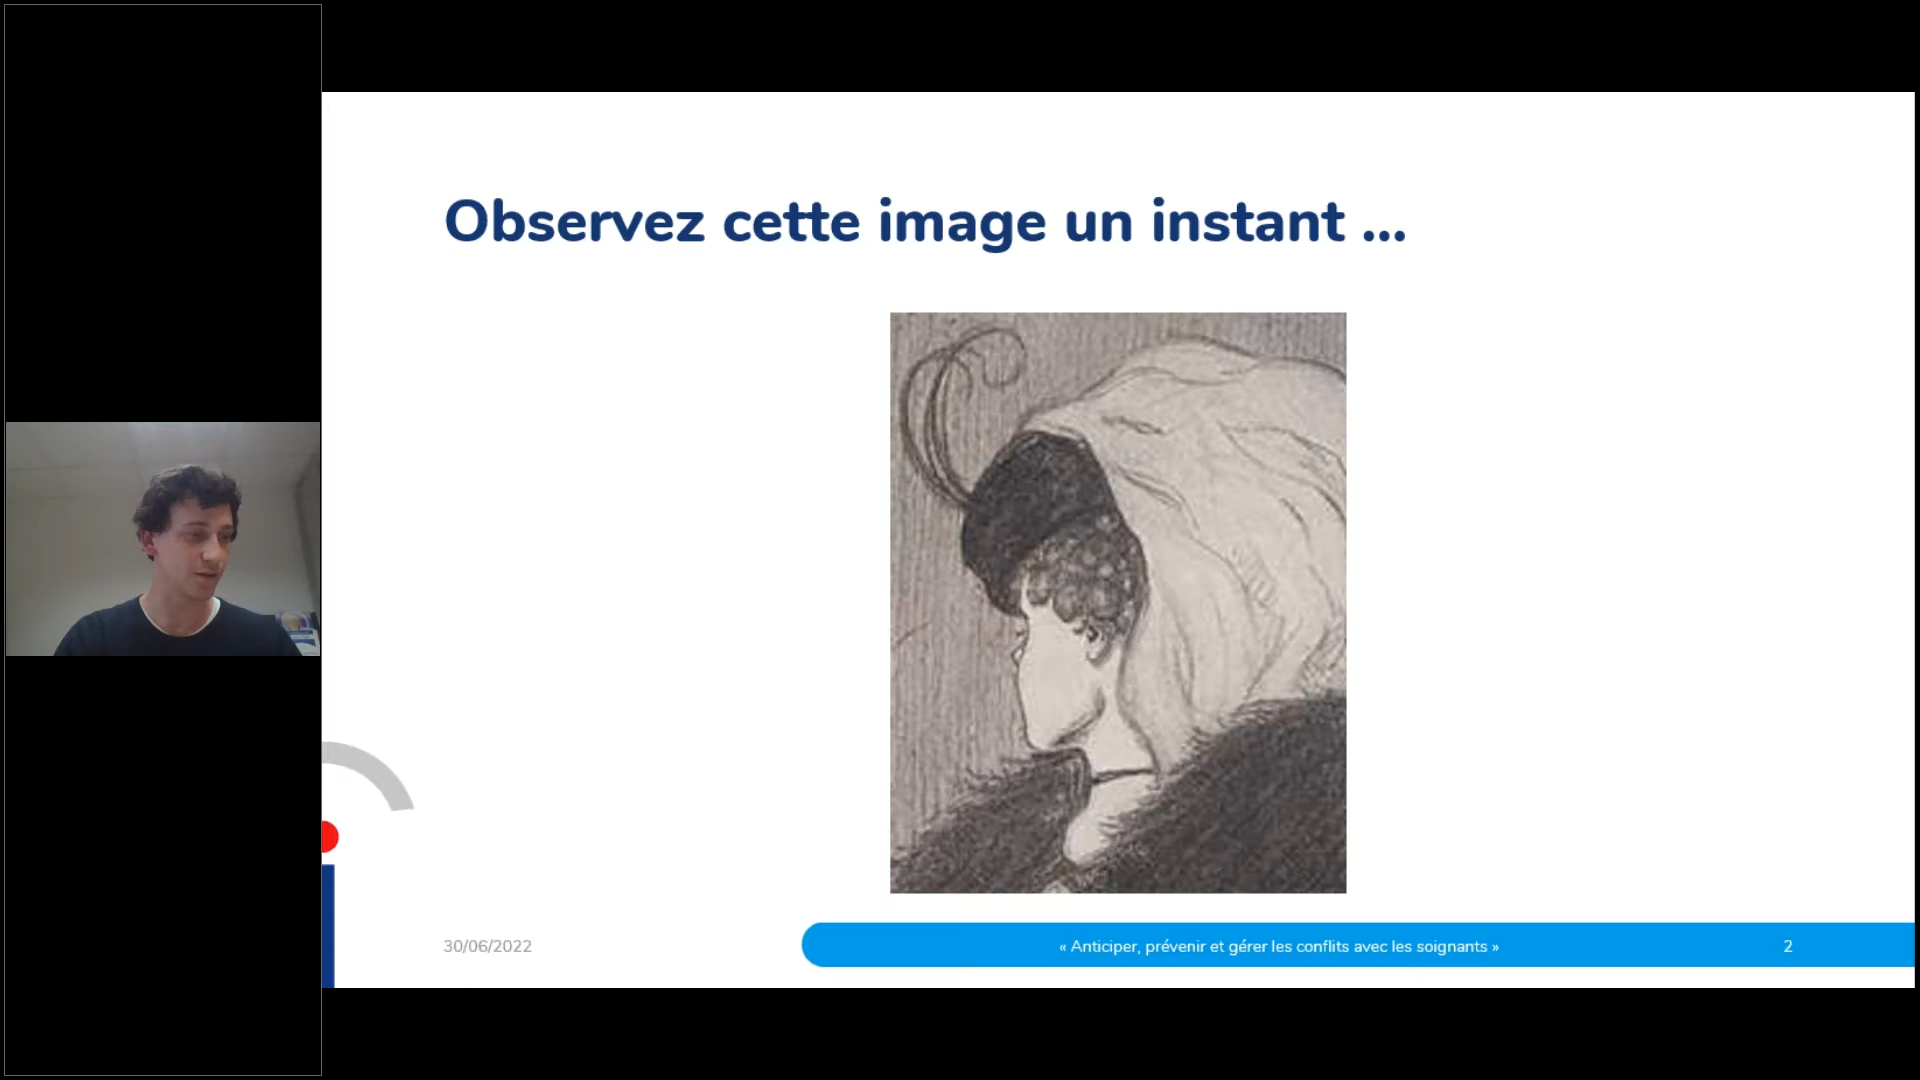 Observez cette image un instant ...
30/06/2022
« Anticiper, prévenir et gérer les conflits avec les soignants »
2